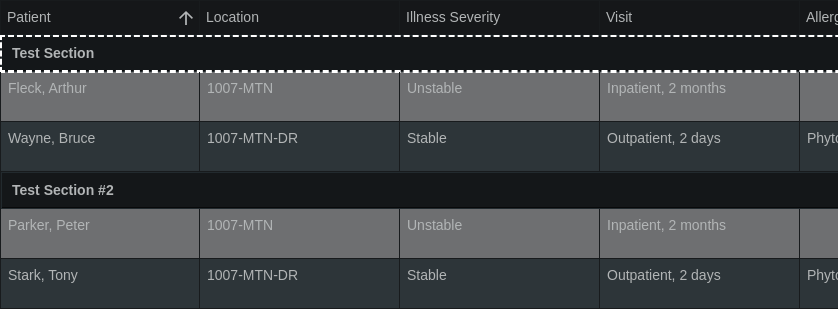 Patient Location Illness Severity Visit Allerg
Test Section
Fleck, Arthur 1007-MTN Unstable Inpatient, 2 months
Wayne, Bruce 1007-MTN-DR Stable Outpatient, 2 days Phyto
Test Section #2
Parker, Peter 1007-MTN Unstable Inpatient, 2 months
Stark, Tony 1007-MTN-DR Stable Outpatient, 2 days Phyto